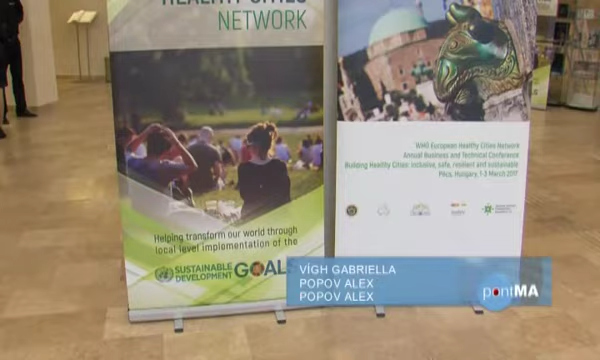 HEALTHY CITIES
NETWORK
Helping transform our world through
local level implementation of the
SUSTAINABLE
DEVELOPMENT
GOALS
WHO European Healthy Cities Network
Annual Business and Technical Conference
Building Healthy Cities: inclusive, safe, resilient and sustainable
Pécs, Hungary, 1-3 March 2017
VÍGH GABRIELLA
POPOV ALEX
POPOV ALEX
pontMA